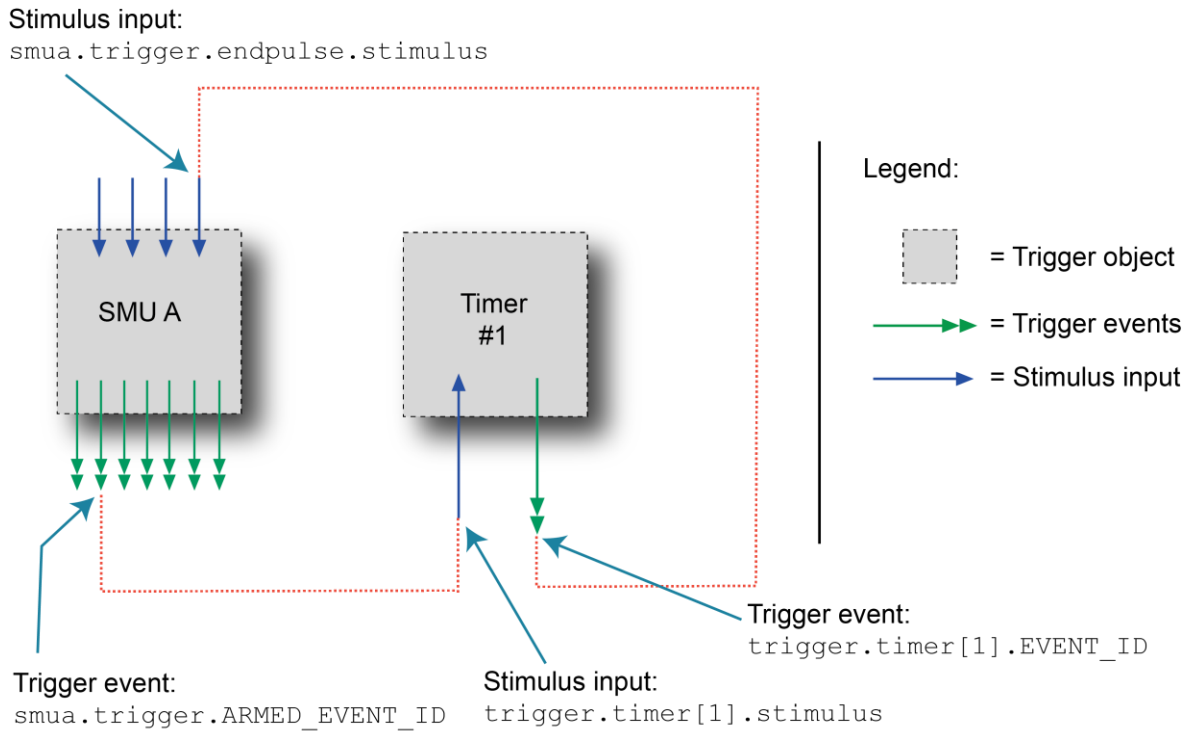 Stimulus input:
smua.trigger.endpulse.stimulus
Legend:
= Trigger object
SMU A
Timer
#1
= Trigger events
= Stimulus input
Trigger event:
trigger.timer[1].EVENT_ID
Trigger event:
smua.trigger.ARMED_EVENT_ID
Stimulus input:
trigger.timer[1].stimulus